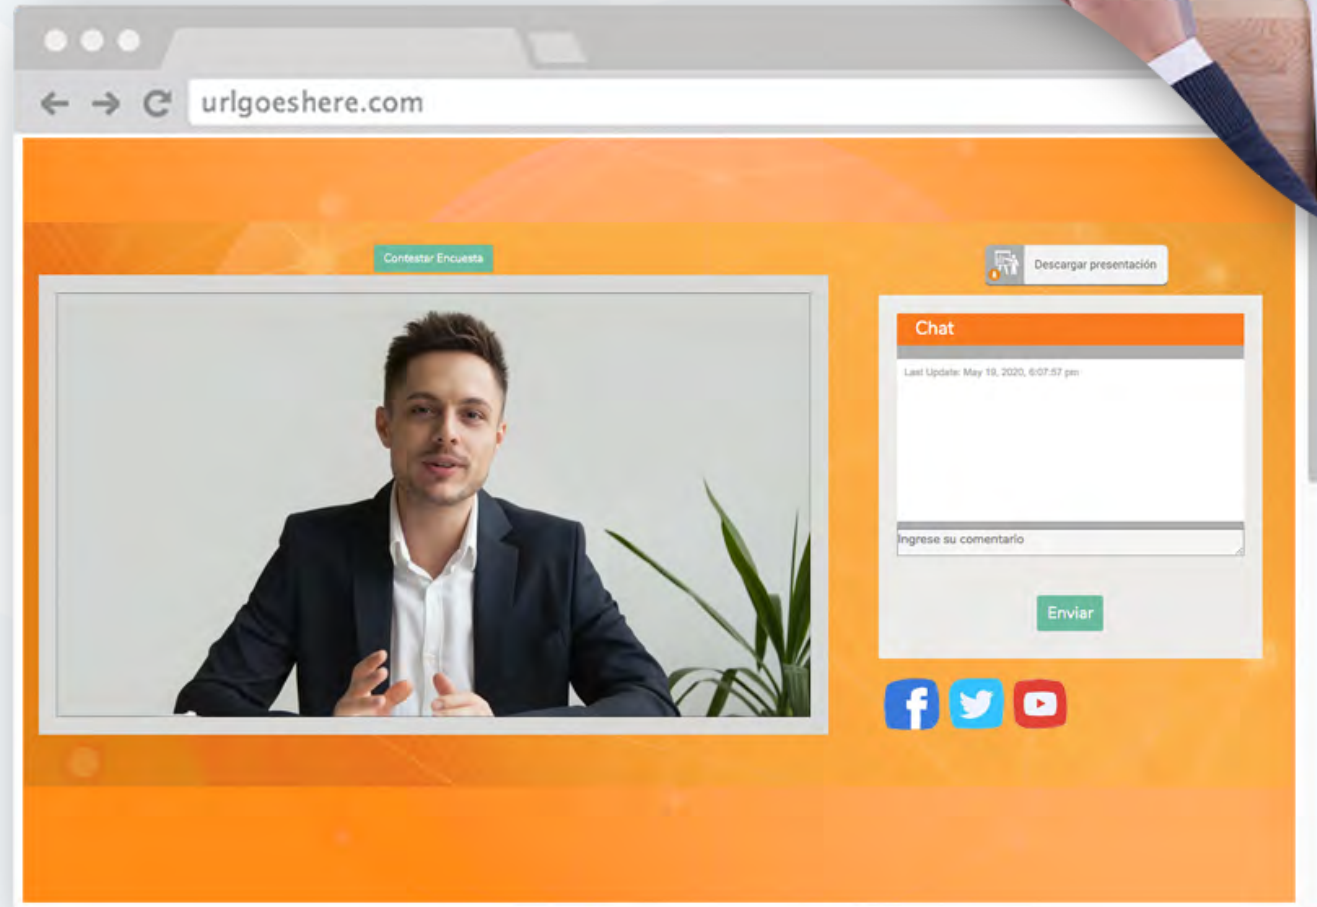 urlgoeshere.com
Contestar Encuesta
Descargar presentación
Chat
Last Update: May 19, 2020, 6:07:57 pm
Ingrese su comentario
Enviar